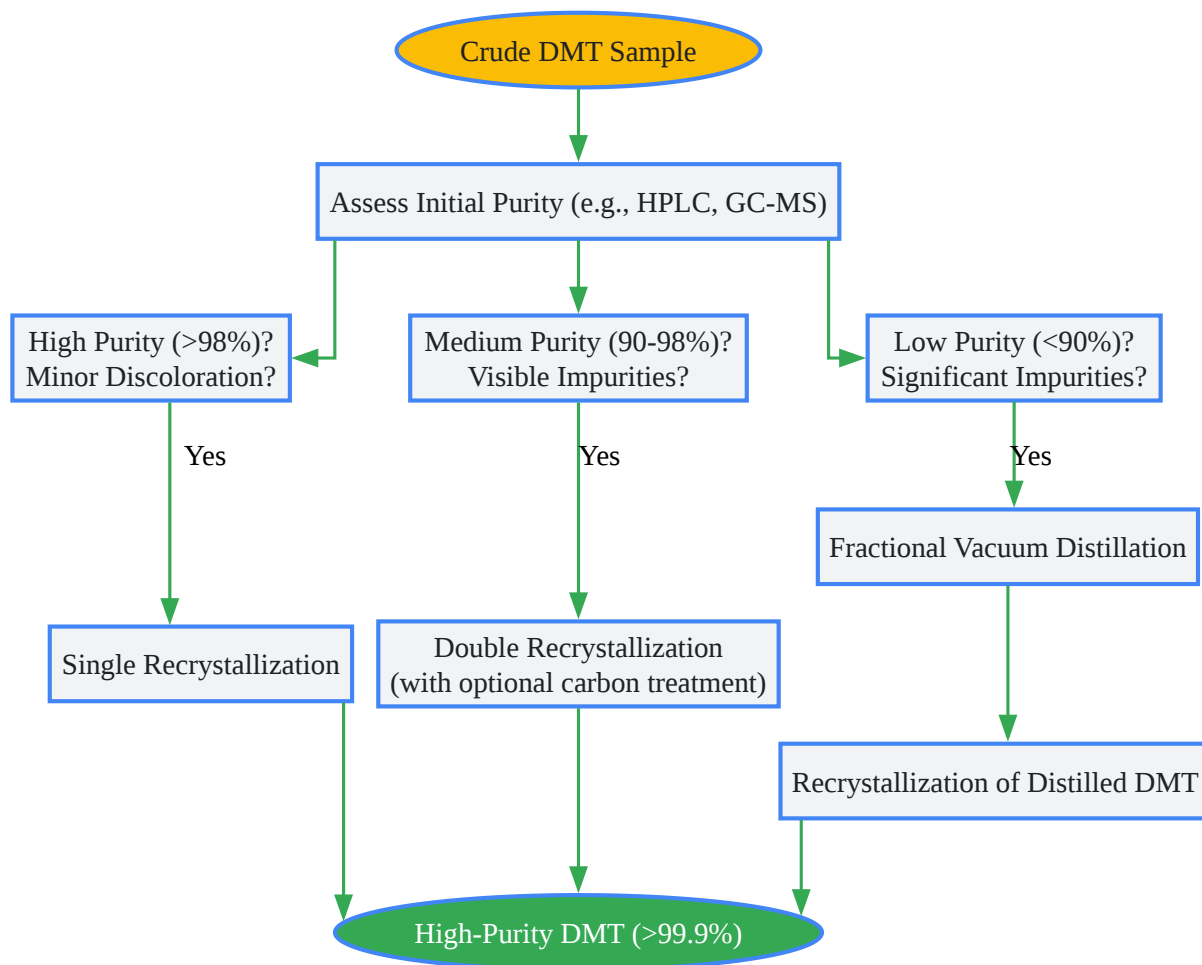 Crude DMT Sample
Assess Initial Purity (e.g., HPLC, GC-MS)
High Purity (>98%)?
Minor Discoloration?
Medium Purity (90-98%)?
Visible Impurities?
Low Purity (<90%)?
Significant Impurities?
Yes
Yes
Yes
Fractional Vacuum Distillation
Single Recrystallization
Double Recrystallization
(with optional carbon treatment)
Recrystallization of Distilled DMT
High-Purity DMT (>99.9%)